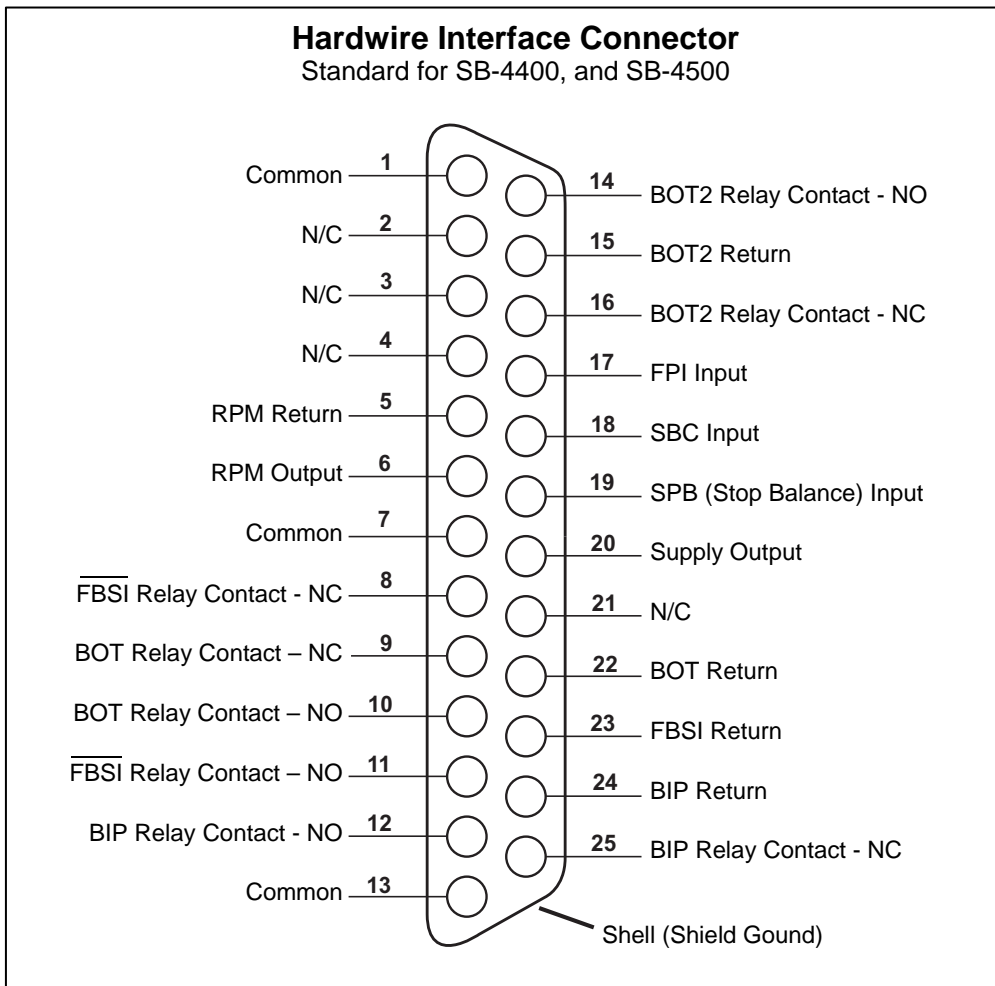 Hardwire Interface Connector
Standard for SB-4400, and SB-4500
Common 1
N/C 2
N/C 3
N/C 4
RPM Return 5
RPM Output 6
Common 7
F̅B̅S̅I̅ Relay Contact - NC 8
BOT Relay Contact – NC 9
BOT Relay Contact – NO 10
F̅B̅S̅I̅ Relay Contact – NO 11
BIP Relay Contact - NO 12
Common 13
14 BOT2 Relay Contact - NO
15 BOT2 Return
16 BOT2 Relay Contact - NC
17 FPI Input
18 SBC Input
19 SPB (Stop Balance) Input
20 Supply Output
21 N/C
22 BOT Return
23 FBSI Return
24 BIP Return
25 BIP Relay Contact - NC
Shell (Shield Gound)